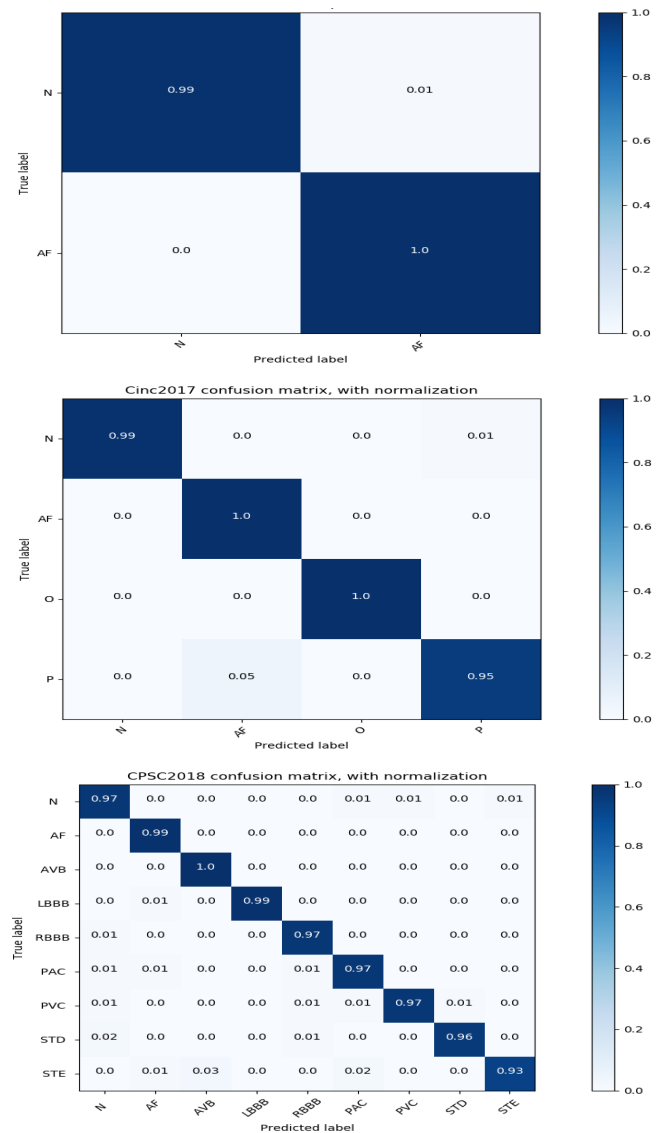 1.0
N
0.99
0.01
0.8
0.6
True label
0.4
AF
0.0
1.0
0.2
0.0
N
AF
Predicted label
Cinc2017 confusion matrix, with normalization
1.0
N
0.99
0.0
0.0
0.01
0.8
AF
0.0
1.0
0.0
0.0
0.6
True label
0.4
O
0.0
0.0
1.0
0.0
0.2
P
0.0
0.05
0.0
0.95
0.0
N
AF
O
P
Predicted label
CPSC2018 confusion matrix, with normalization
N 0.97 0.0 0.0 0.0 0.0 0.01 0.01 0.0 0.01
AF 0.0 0.99 0.0 0.0 0.0 0.0 0.0 0.0 0.0
AVB 0.0 0.0 1.0 0.0 0.0 0.0 0.0 0.0 0.0
LBBB 0.0 0.01 0.0 0.99 0.0 0.0 0.0 0.0 0.0
RBBB 0.01 0.0 0.0 0.0 0.97 0.0 0.0 0.0 0.0
PAC 0.01 0.01 0.0 0.0 0.01 0.97 0.0 0.0 0.0
PVC 0.01 0.0 0.0 0.0 0.01 0.01 0.97 0.01 0.0
STD 0.02 0.0 0.0 0.0 0.01 0.0 0.0 0.96 0.0
STE 0.0 0.01 0.03 0.0 0.0 0.02 0.0 0.0 0.93
True label
N AF AVB LBBB RBBB PAC PVC STD STE
Predicted label
1.0
0.8
0.6
0.4
0.2
0.0